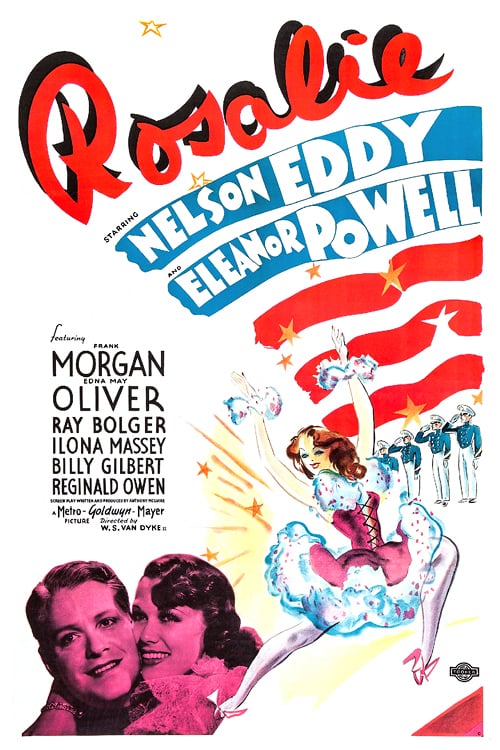 Rosalie
STARRING
NELSON EDDY
AND
ELEANOR POWELL
featuring
FRANK
MORGAN
EDNA MAY
OLIVER
RAY BOLGER
ILONA MASSEY
BILLY GILBERT
REGINALD OWEN
SCREEN PLAY WRITTEN AND PRODUCED BY ANTHONY McGUIRE
A Metro-Goldwyn-Mayer
PICTURE Directed by
W.S. VAN DYKE II